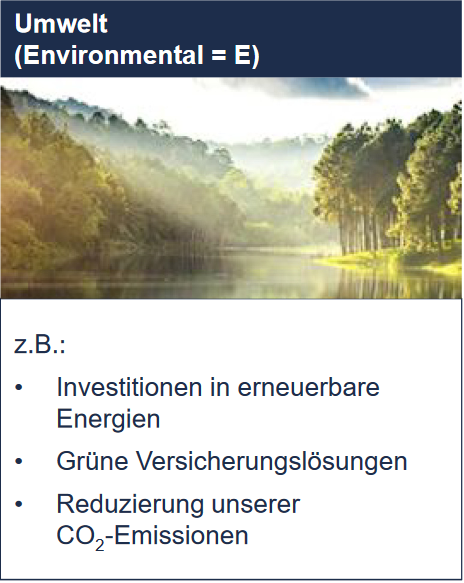 Umwelt
(Environmental = E)
z.B.:
• Investitionen in erneuerbare
Energien
• Grüne Versicherungslösungen
• Reduzierung unserer
CO₂-Emissionen